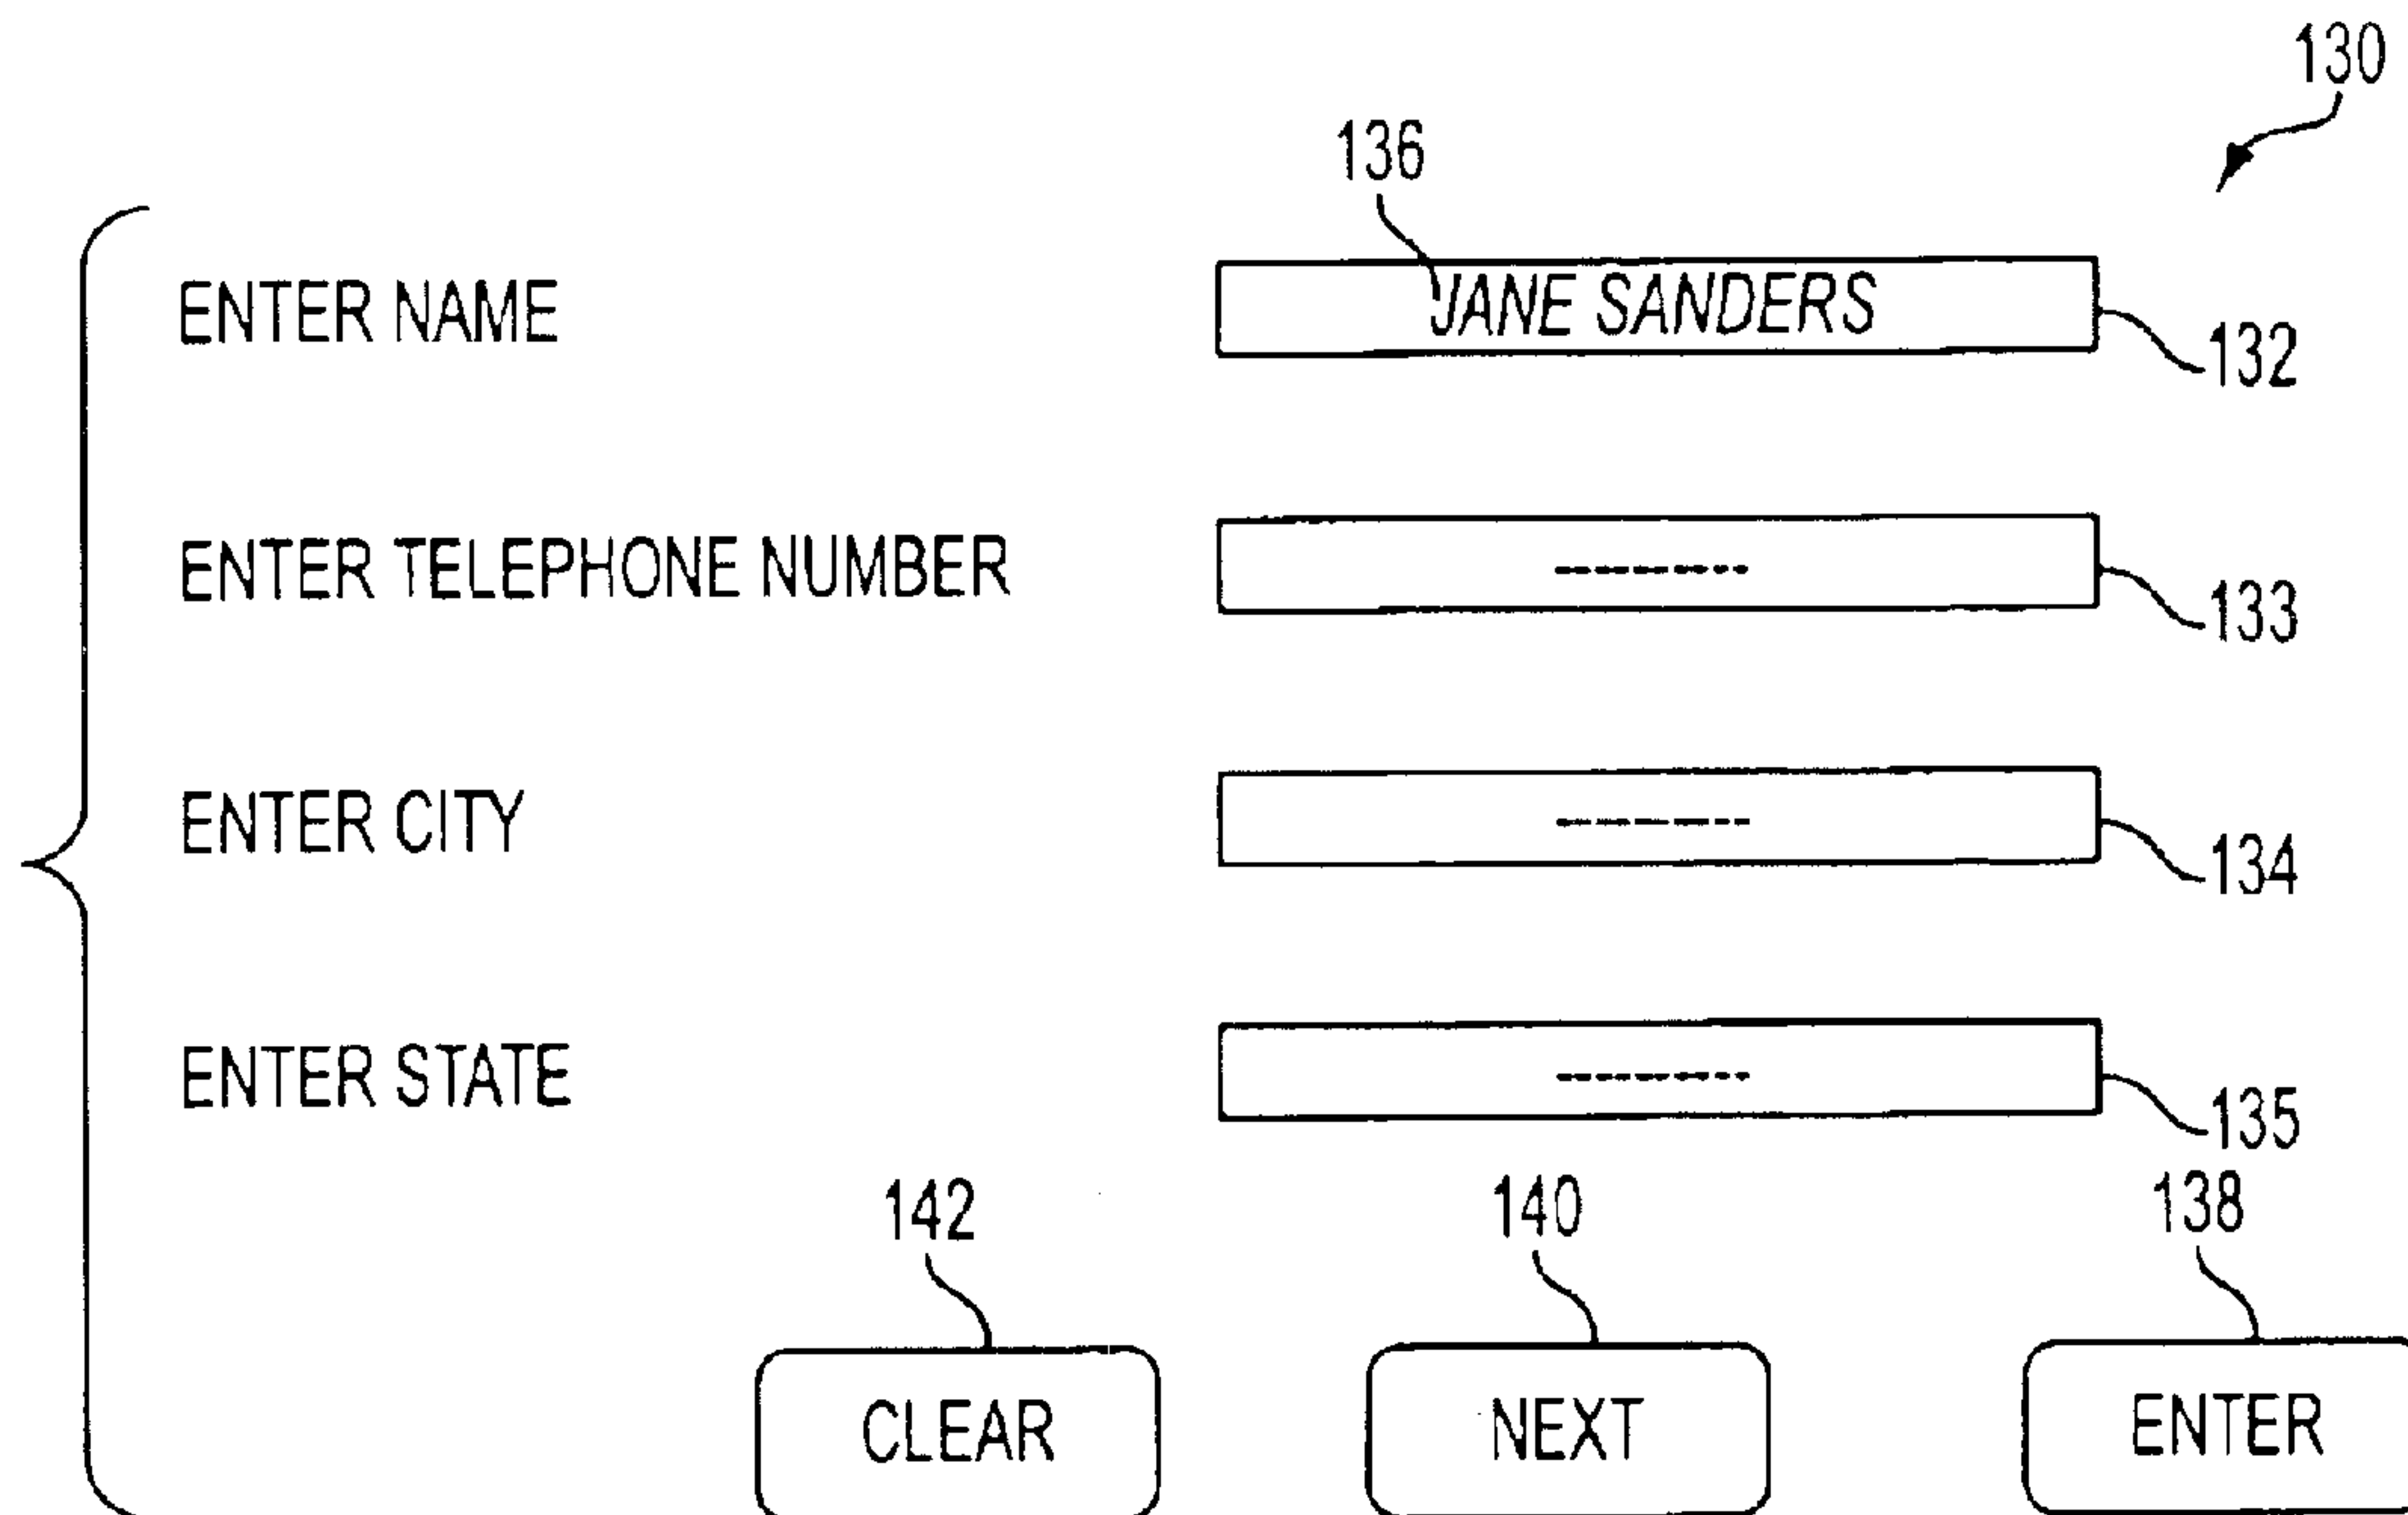 130
136
ENTER NAME JANE SANDERS
132
ENTER TELEPHONE NUMBER ---------
133
ENTER CITY ---------
134
ENTER STATE ---------
135
142 140 138
CLEAR NEXT ENTER